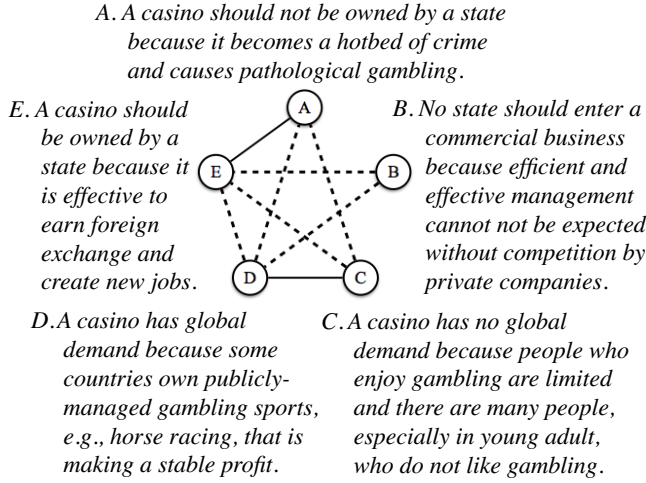 A. A casino should not be owned by a state
because it becomes a hotbed of crime
and causes pathological gambling.
E. A casino should
be owned by a
state because it
is effective to
earn foreign
exchange and
create new jobs.
A
E
B
D
C
B. No state should enter a
commercial business
because efficient and
effective management
cannot not be expected
without competition by
private companies.
D. A casino has global
demand because some
countries own publicly-
managed gambling sports,
e.g., horse racing, that is
making a stable profit.
C. A casino has no global
demand because people who
enjoy gambling are limited
and there are many people,
especially in young adult,
who do not like gambling.